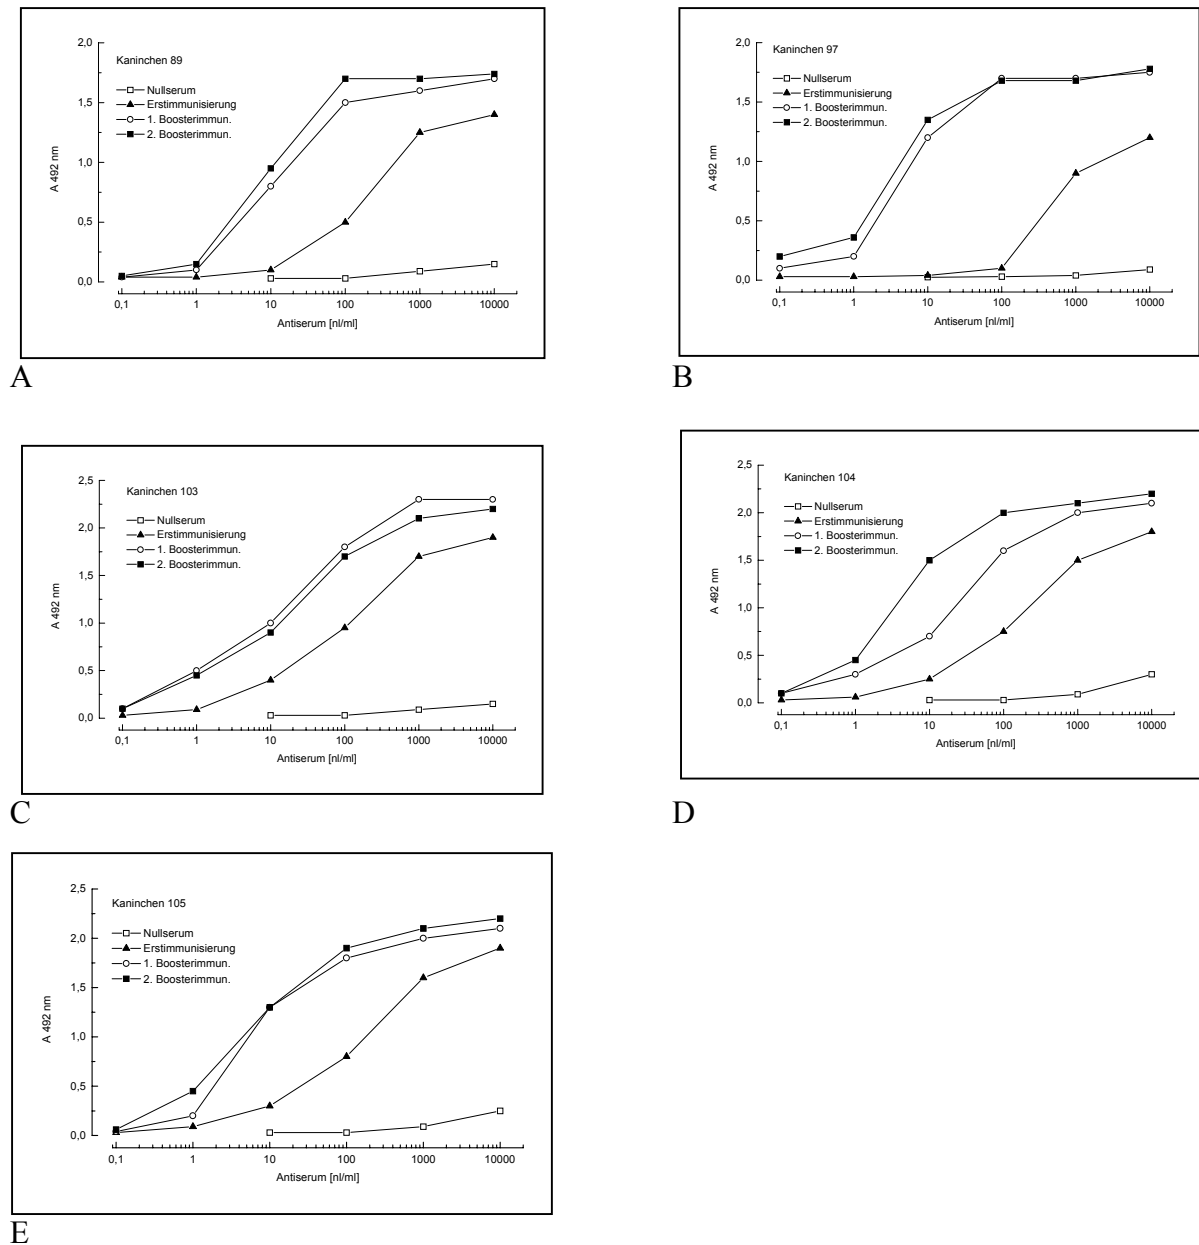 2,0
1,5
1,0
0,5
0,0
A 492 nm
Kaninchen 89
Nullserum
Erstimmunisierung
1. Boosterimmun.
2. Boosterimmun.
0,1 1 10 100 1000 10000
Antiserum [nl/ml]
A
2,0
1,5
1,0
0,5
0,0
A 492 nm
Kaninchen 97
Nullserum
Erstimmunisierung
1. Boosterimmun.
2. Boosterimmun.
0,1 1 10 100 1000 10000
Antiserum [nl/ml]
B
2,5
2,0
1,5
1,0
0,5
0,0
A 492 nm
Kaninchen 103
Nullserum
Erstimmunisierung
1. Boosterimmun.
2. Boosterimmun.
0,1 1 10 100 1000 10000
Antiserum [nl/ml]
C
2,5
2,0
1,5
1,0
0,5
0,0
A 492 nm
Kaninchen 104
Nullserum
Erstimmunisierung
1. Boosterimmun.
2. Boosterimmun.
0,1 1 10 100 1000 10000
Antiserum [nl/ml]
D
2,5
2,0
1,5
1,0
0,5
0,0
A 492 nm
Kaninchen 105
Nullserum
Erstimmunisierung
1. Boosterimmun.
2. Boosterimmun.
0,1 1 10 100 1000 10000
Antiserum [nl/ml]
E